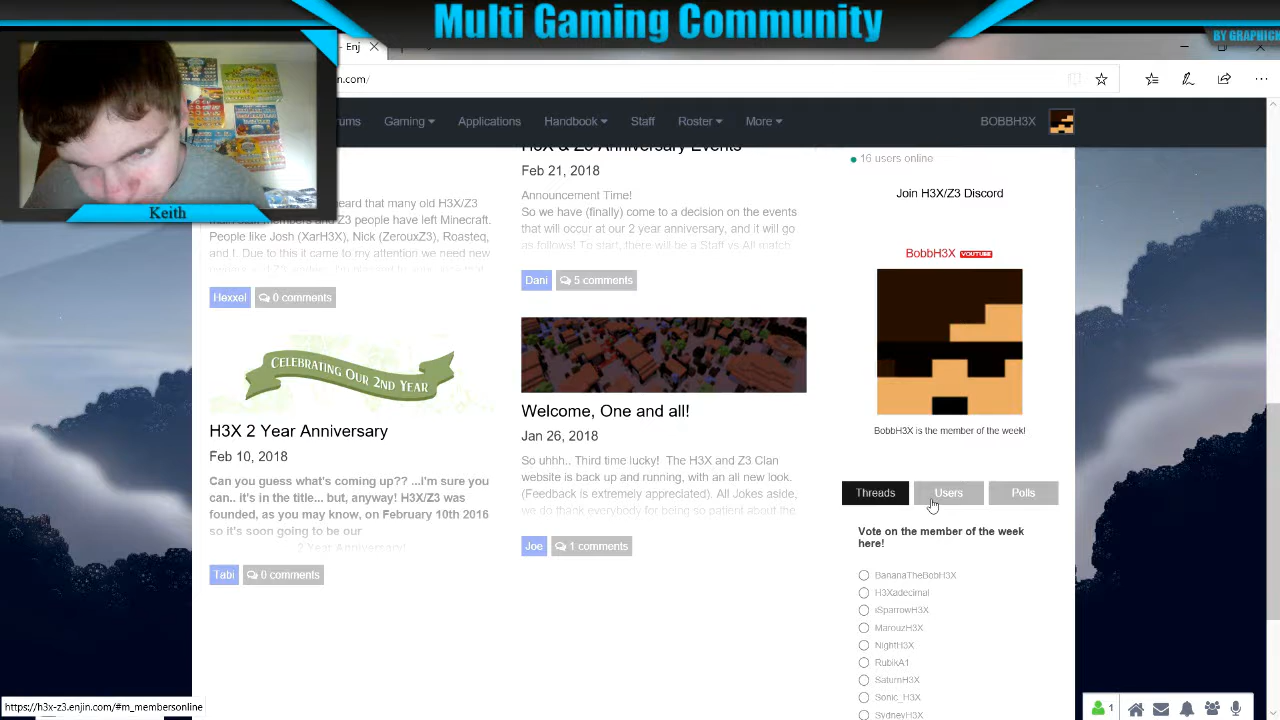 Multi Gaming Community
BY GRAPHICH
- Enj
n.com/
rums
Gaming
Applications
Handbook
Staff
Roster
More
BOBBH3X
Keith
heard that many old H3X/Z3
and Z3 people have left Minecraft.
People like Josh (XarH3X), Nick (ZerouxZ3), Roasteq,
and I.. Due to this it came to my attention we need new
Hexxel
0 comments
H3X & Z3 Anniversary Events
Feb 21, 2018
Announcement Time!
So we have (finally) come to a decision on the events
that will occur at our 2 year anniversary, and it will go
as follows! To start, there will be a Staff vs All match
Dani
5 comments
CELEBRATING OUR 2ND YEAR
H3X 2 Year Anniversary
Feb 10, 2018
Can you guess what's coming up?? ...I'm sure you
can.. it's in the title... but, anyway! H3X/Z3 was
founded, as you may know, on February 10th 2016
so it's soon going to be our
2 Year Anniversary!
Tabi
0 comments
Welcome, One and all!
Jan 26, 2018
So uhhh.. Third time lucky! The H3X and Z3 Clan
website is back up and running, with an all new look.
(Feedback is extremely appreciated). All Jokes aside,
we do thank everybody for being so patient about the
Joe
1 comments
16 users online
Join H3X/Z3 Discord
BobbH3X YOUTUBE
BobbH3X is the member of the week!
Threads
Users
Polls
Vote on the member of the week
here!
BananaTheBobH3X
H3Xadecimal
iSparrowH3X
MarouzH3X
NightH3X
RubikA1
SaturnH3X
Sonic_H3X
SydneyH3X
https://h3x-z3.enjin.com/#m_membersonline
1